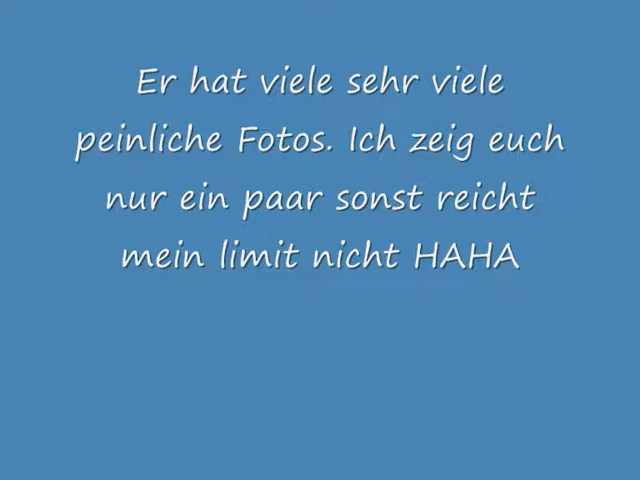 Er hat viele sehr viele
peinliche Fotos. Ich zeig euch
nur ein paar sonst reicht
mein limit nicht HAHA